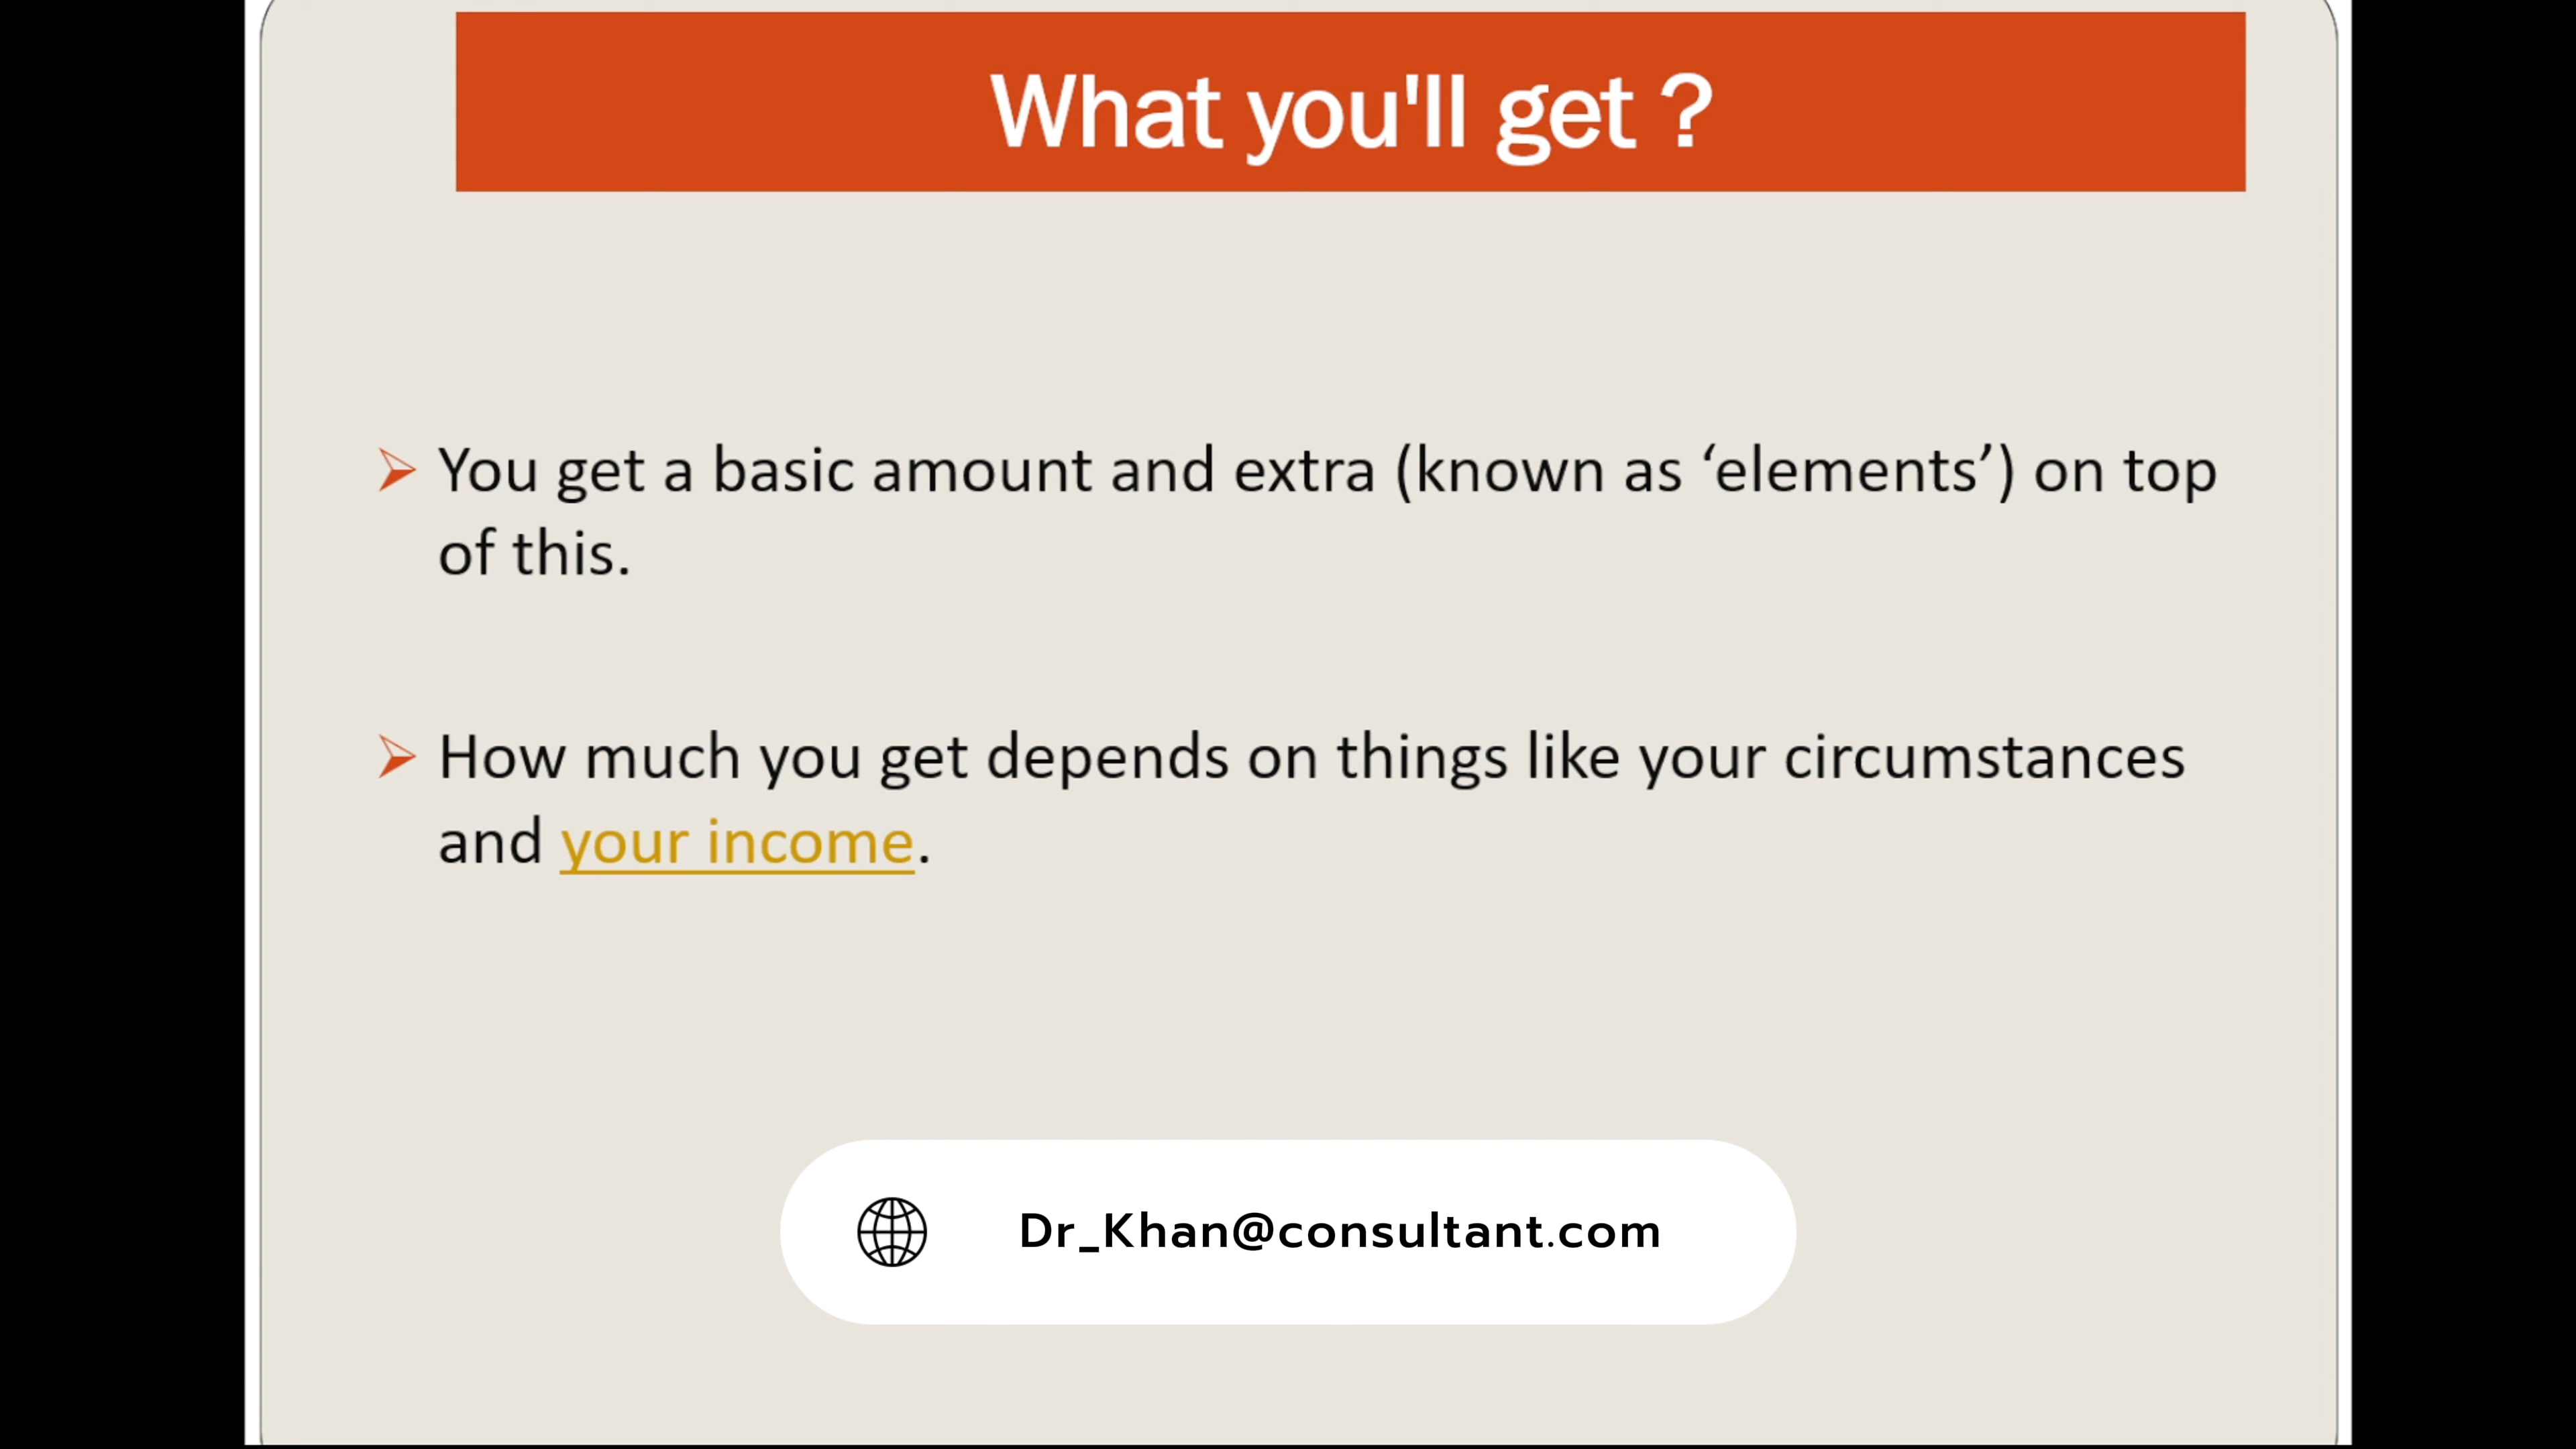 What you'll get ?
You get a basic amount and extra (known as ‘elements’) on top
of this.
How much you get depends on things like your circumstances
and your income.
Dr_Khan@consultant.com